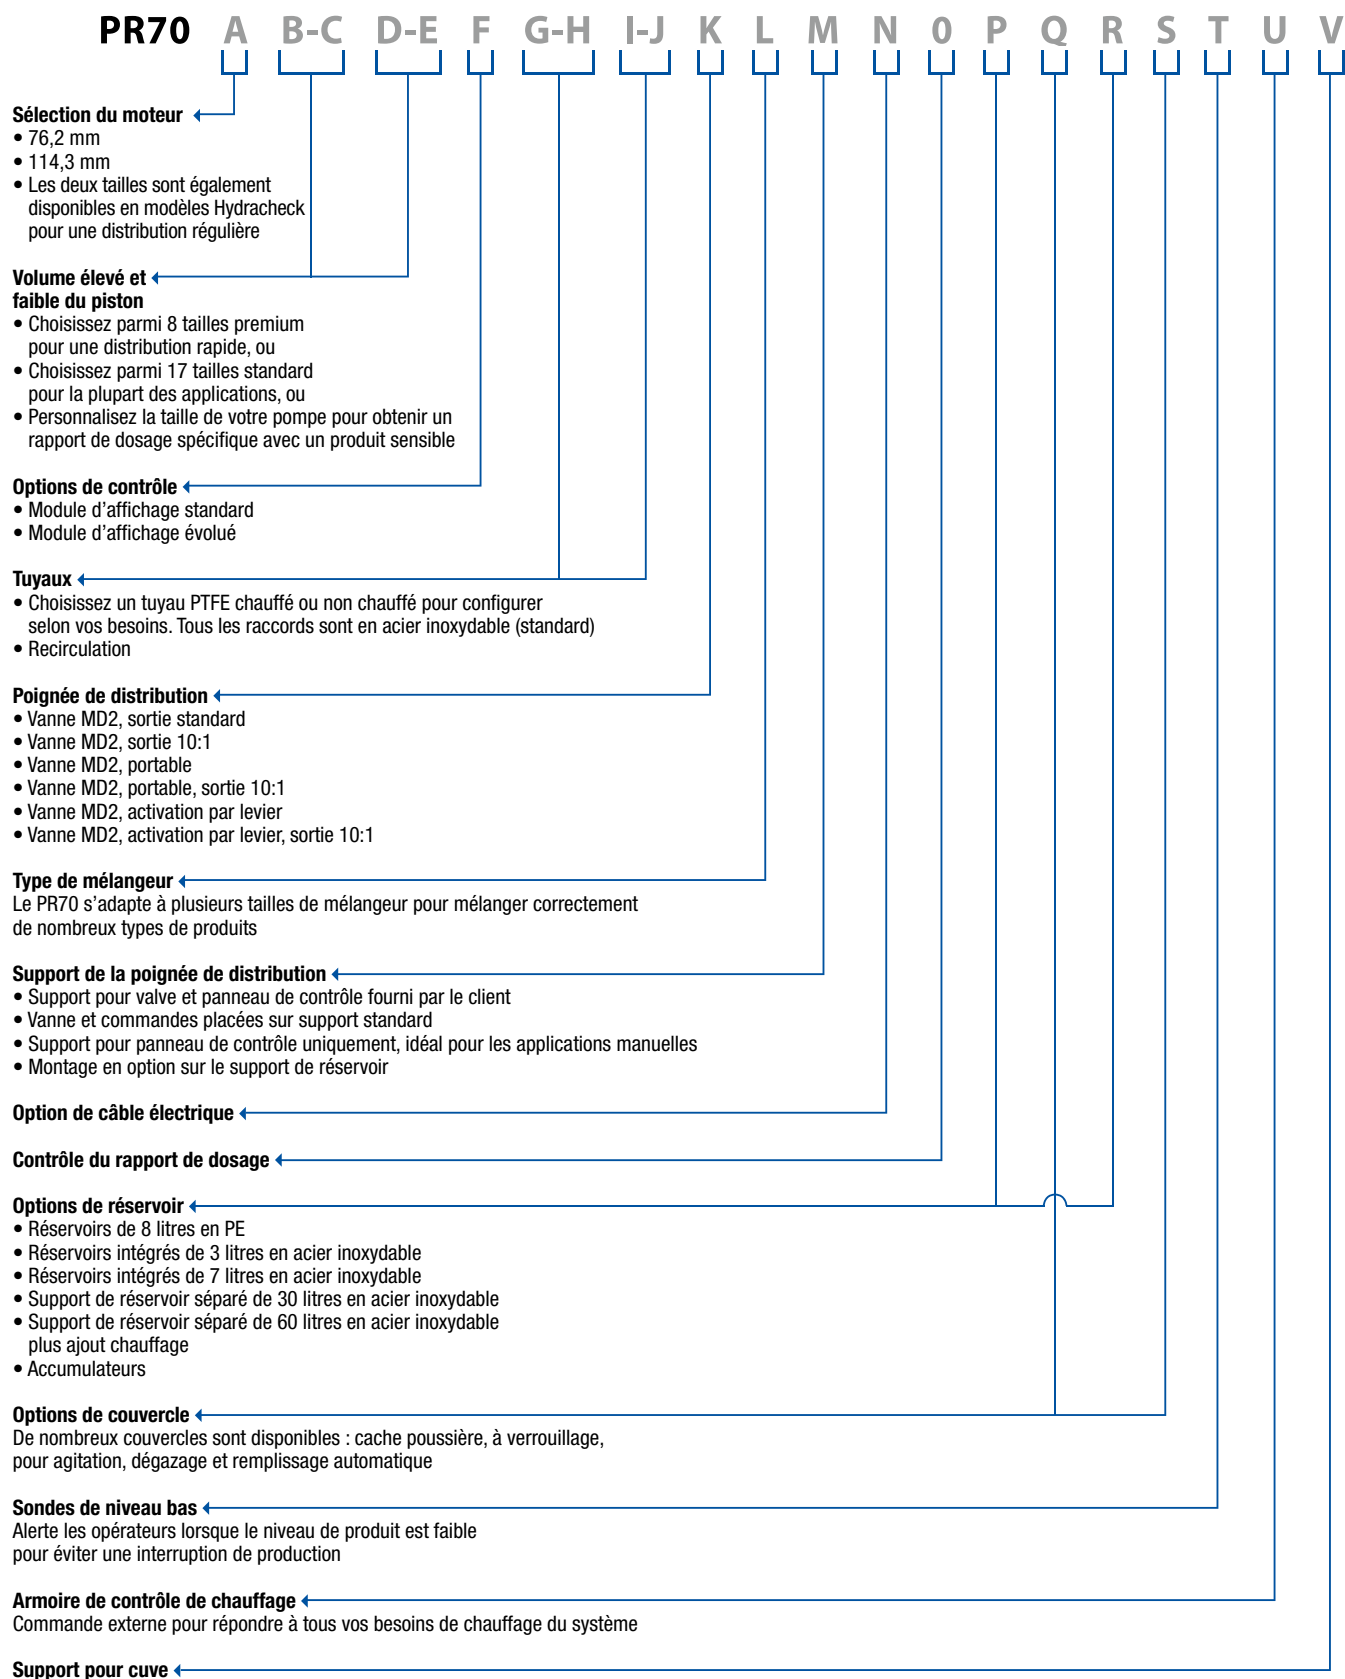 PR70 A B-C D-E F G-H I-J K L M N 0 P Q R S T U V
Sélection du moteur
• 76,2 mm
• 114,3 mm
• Les deux tailles sont également
disponibles en modèles Hydracheck
pour une distribution régulière
Volume élevé et
faible du piston
• Choisissez parmi 8 tailles premium
pour une distribution rapide, ou
• Choisissez parmi 17 tailles standard
pour la plupart des applications, ou
• Personnalisez la taille de votre pompe pour obtenir un
rapport de dosage spécifique avec un produit sensible
Options de contrôle
• Module d’affichage standard
• Module d’affichage évolué
Tuyaux
• Choisissez un tuyau PTFE chauffé ou non chauffé pour configurer
selon vos besoins. Tous les raccords sont en acier inoxydable (standard)
• Recirculation
Poignée de distribution
• Vanne MD2, sortie standard
• Vanne MD2, sortie 10:1
• Vanne MD2, portable
• Vanne MD2, portable, sortie 10:1
• Vanne MD2, activation par levier
• Vanne MD2, activation par levier, sortie 10:1
Type de mélangeur
Le PR70 s’adapte à plusieurs tailles de mélangeur pour mélanger correctement
de nombreux types de produits
Support de la poignée de distribution
• Support pour valve et panneau de contrôle fourni par le client
• Vanne et commandes placées sur support standard
• Support pour panneau de contrôle uniquement, idéal pour les applications manuelles
• Montage en option sur le support de réservoir
Option de câble électrique
Contrôle du rapport de dosage
Options de réservoir
• Réservoirs de 8 litres en PE
• Réservoirs intégrés de 3 litres en acier inoxydable
• Réservoirs intégrés de 7 litres en acier inoxydable
• Support de réservoir séparé de 30 litres en acier inoxydable
• Support de réservoir séparé de 60 litres en acier inoxydable
plus ajout chauffage
• Accumulateurs
Options de couvercle
De nombreux couvercles sont disponibles : cache poussière, à verrouillage,
pour agitation, dégazage et remplissage automatique
Sondes de niveau bas
Alerte les opérateurs lorsque le niveau de produit est faible
pour éviter une interruption de production
Armoire de contrôle de chauffage
Commande externe pour répondre à tous vos besoins de chauffage du système
Support pour cuve